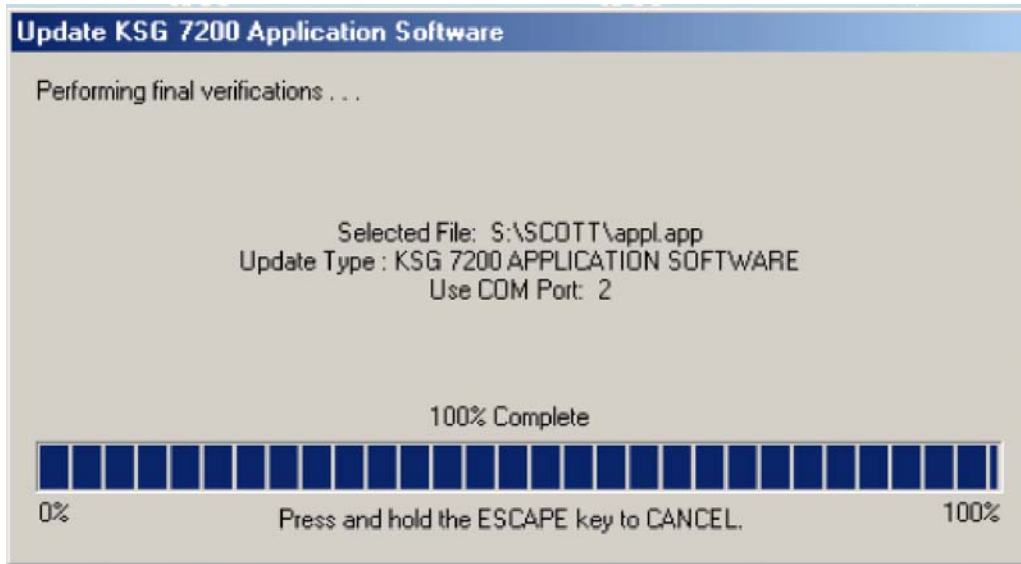 Update KSG 7200 Application Software
Performing final verifications . . .
Selected File: S:\SCOTT\appl.app
Update Type : KSG 7200 APPLICATION SOFTWARE
Use COM Port: 2
100% Complete
0%
Press and hold the ESCAPE key to CANCEL.
100%